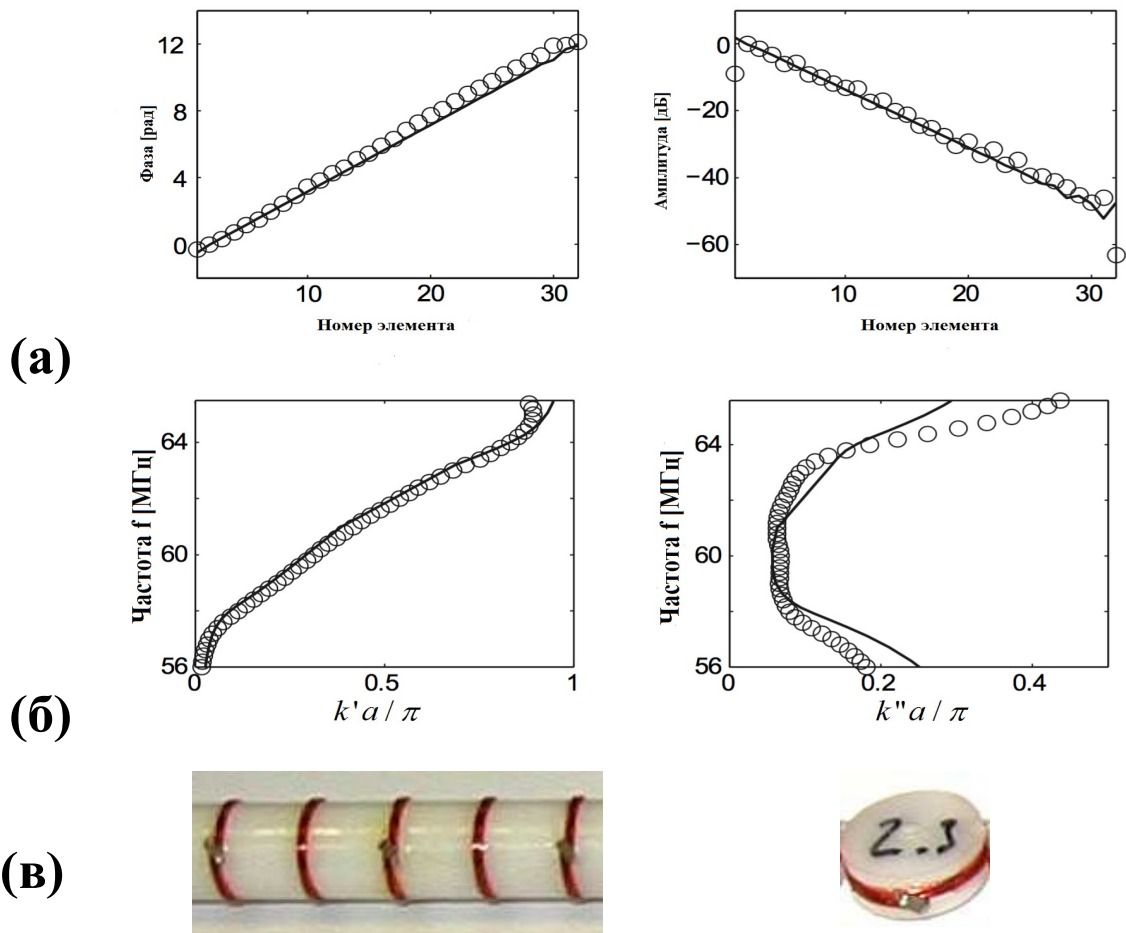 12
8
4
0
Фаза [рад]
10 20 30
Номер элемента
0
−20
−40
−60
Амплитуда [дБ]
10 20 30
Номер элемента
(а)
64
60
56
Частота f [МГц]
0 0.5 1
k'a / π
64
60
56
Частота f [МГц]
0 0.2 0.4
k"a / π
(б)
(в)
2.3